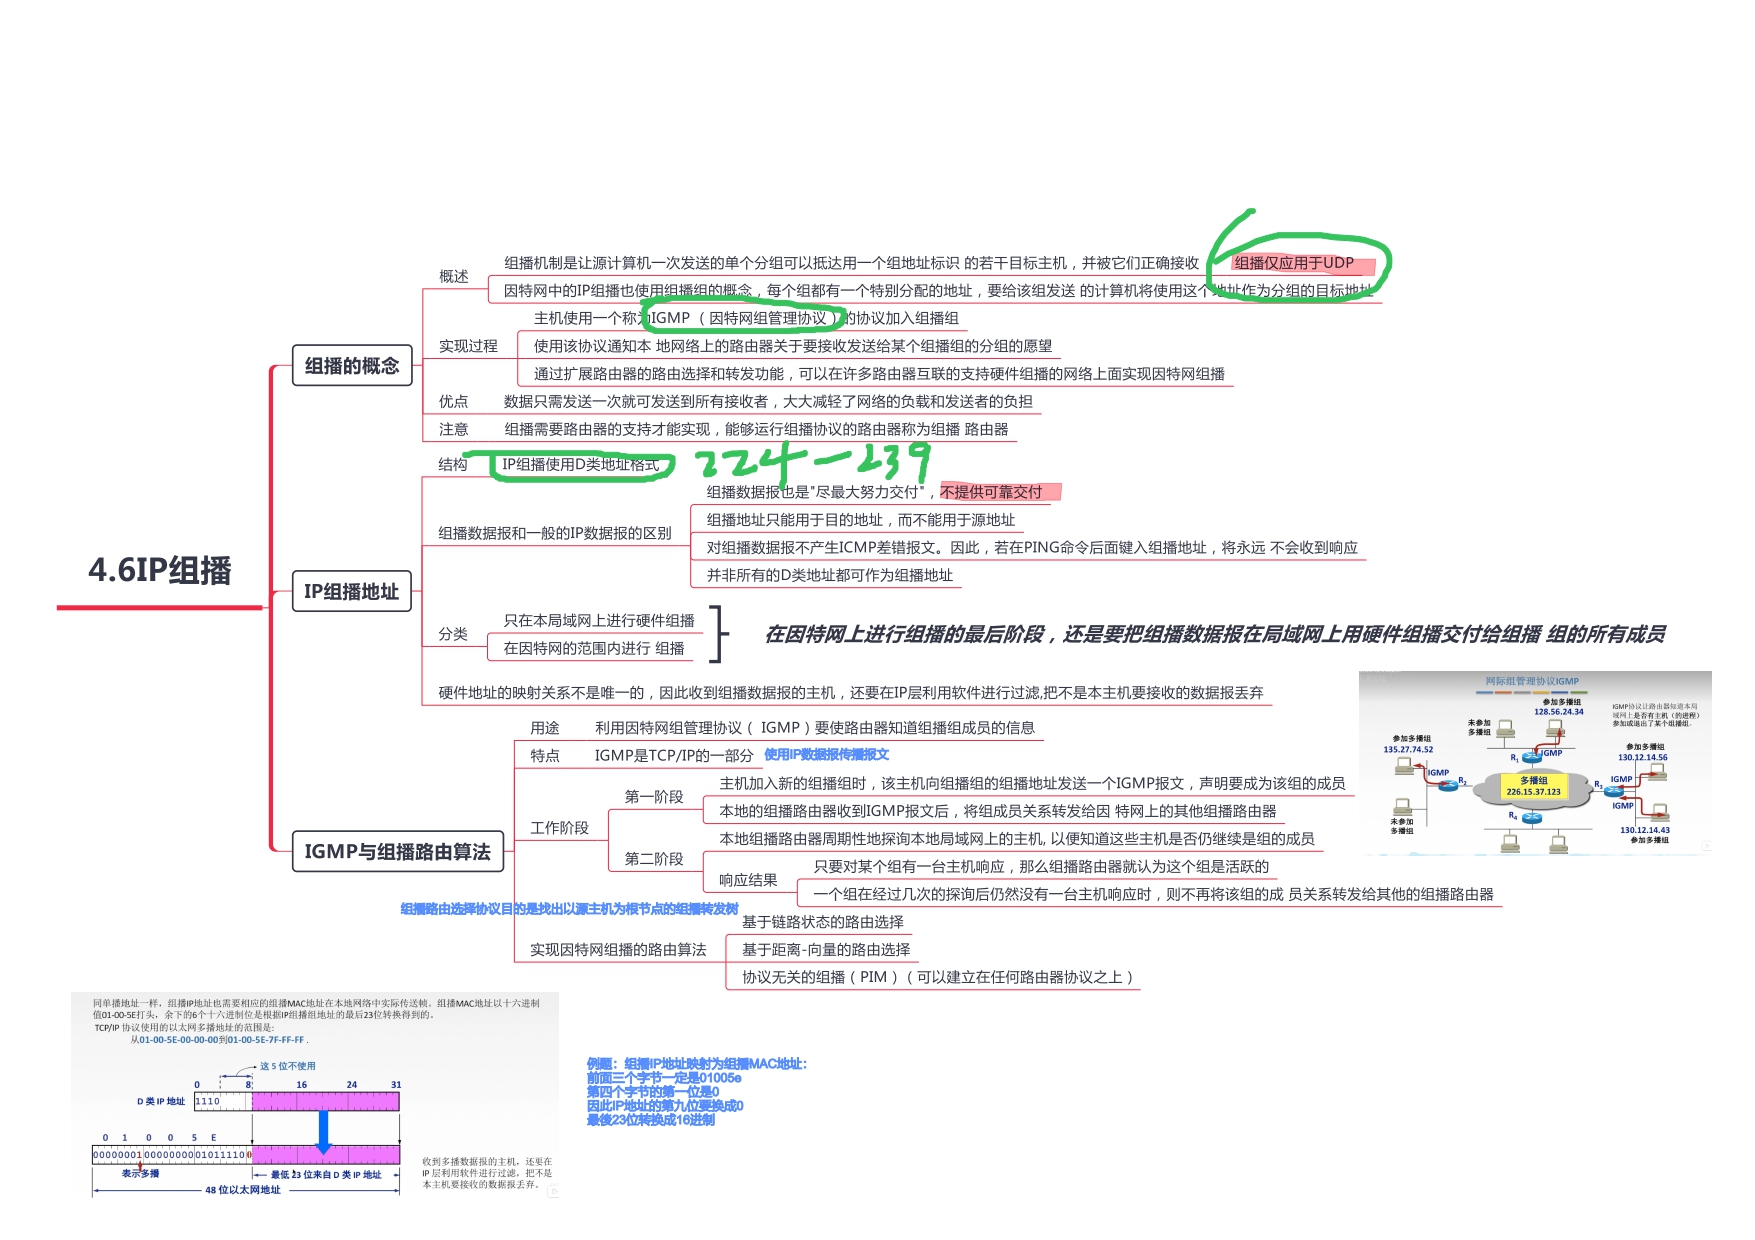 4.6IP组播
组播的概念
概述
组播机制是让源计算机一次发送的单个分组可以抵达用一个组地址标识 的若干目标主机，并被它们正确接收
组播仅应用于UDP
因特网中的IP组播也使用组播组的概念，每个组都有一个特别分配的地址，要给该组发送 的计算机将使用这个地址作为分组的目标地址
实现过程
主机使用一个称为IGMP（因特网组管理协议）的协议加入组播组
使用该协议通知本 地网络上的路由器关于要接收发送给某个组播组的分组的愿望
通过扩展路由器的路由选择和转发功能，可以在许多路由器互联的支持硬件组播的网络上面实现因特网组播
优点
数据只需发送一次就可发送到所有接收者，大大减轻了网络的负载和发送者的负担
注意
组播需要路由器的支持才能实现，能够运行组播协议的路由器称为组播 路由器
IP组播地址
结构
IP组播使用D类地址格式
224－239
组播数据报和一般的IP数据报的区别
组播数据报也是"尽最大努力交付"，不提供可靠交付
组播地址只能用于目的地址，而不能用于源地址
对组播数据报不产生ICMP差错报文。因此，若在PING命令后面键入组播地址，将永远 不会收到响应
并非所有的D类地址都可作为组播地址
分类
只在本局域网上进行硬件组播
在因特网的范围内进行 组播
在因特网上进行组播的最后阶段，还是要把组播数据报在局域网上用硬件组播交付给组播 组的所有成员
硬件地址的映射关系不是唯一的，因此收到组播数据报的主机，还要在IP层利用软件进行过滤,把不是本主机要接收的数据报丢弃
IGMP与组播路由算法
用途
利用因特网组管理协议（ IGMP）要使路由器知道组播组成员的信息
特点
IGMP是TCP/IP的一部分
使用IP数据报传播报文
工作阶段
第一阶段
主机加入新的组播组时，该主机向组播组的组播地址发送一个IGMP报文，声明要成为该组的成员
本地的组播路由器收到IGMP报文后，将组成员关系转发给因 特网上的其他组播路由器
第二阶段
本地组播路由器周期性地探询本地局域网上的主机, 以便知道这些主机是否仍继续是组的成员
响应结果
只要对某个组有一台主机响应，那么组播路由器就认为这个组是活跃的
一个组在经过几次的探询后仍然没有一台主机响应时，则不再将该组的成 员关系转发给其他的组播路由器
组播路由选择协议目的是找出以源主机为根节点的组播转发树
实现因特网组播的路由算法
基于链路状态的路由选择
基于距离-向量的路由选择
协议无关的组播（PIM）（可以建立在任何路由器协议之上）
网际组管理协议IGMP
IGMP协议让路由器知道本局
域网上是否有主机（的进程）
参加或退出了某个组播组。
参加多播组
128.56.24.34
未参加
多播组
参加多播组
135.27.74.52
参加多播组
130.12.14.56
IGMP
R1
IGMP
R2
IGMP
R3
IGMP
多播组
226.15.37.123
R4
未参加
多播组
130.12.14.43
参加多播组
同单播地址一样，组播IP地址也需要相应的组播MAC地址在本地网络中实际传送帧。组播MAC地址以十六进制
值01-00-5E打头，余下的6个十六进制位是根据IP组播组地址的最后23位转换得到的。
TCP/IP 协议使用的以太网多播地址的范围是:
从01-00-5E-00-00-00到01-00-5E-7F-FF-FF .
这 5 位不使用
0 8 16 24 31
D 类 IP 地址
1110
0 1 0 0 5 E
0000000100000000010111100
表示多播
最低 23 位来自 D 类 IP 地址
48 位以太网地址
收到多播数据报的主机，还要在
IP 层利用软件进行过滤，把不是
本主机要接收的数据报丢弃。
例题：组播IP地址映射为组播MAC地址：
前面三个字节一定是01005e
第四个字节的第一位是0
因此IP地址的第九位要换成0
最後23位转换成16进制